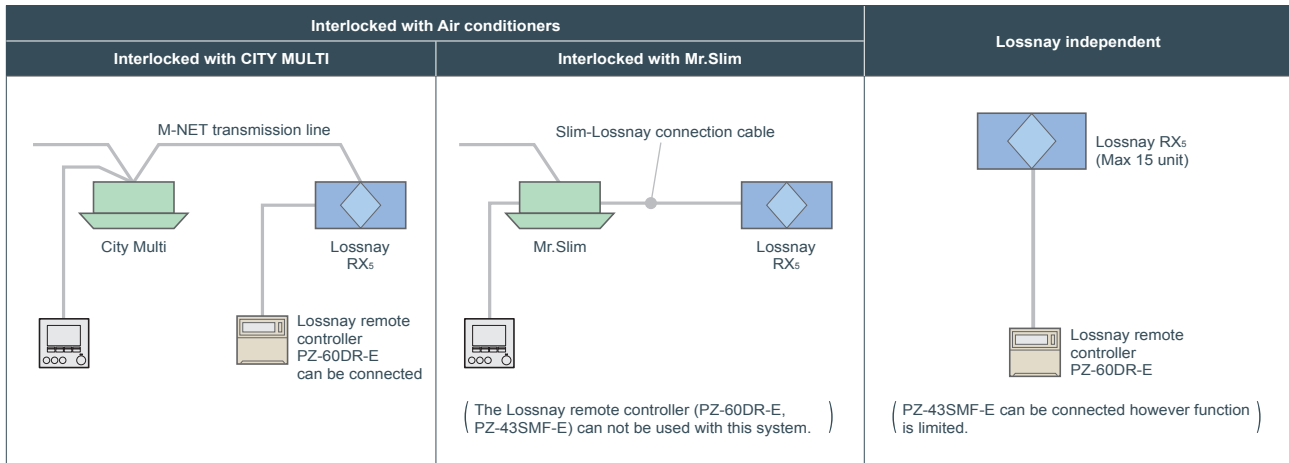 Interlocked with Air conditioners
Lossnay independent
Interlocked with CITY MULTI
Interlocked with Mr.Slim
M-NET transmission line
City Multi
Lossnay
RX5
Lossnay remote
controller
PZ-60DR-E
can be connected
Slim-Lossnay connection cable
Mr.Slim
Lossnay
RX5
(The Lossnay remote controller (PZ-60DR-E,
PZ-43SMF-E) can not be used with this system.)
Lossnay RX5
(Max 15 unit)
Lossnay remote
controller
PZ-60DR-E
(PZ-43SMF-E can be connected however function
is limited.)